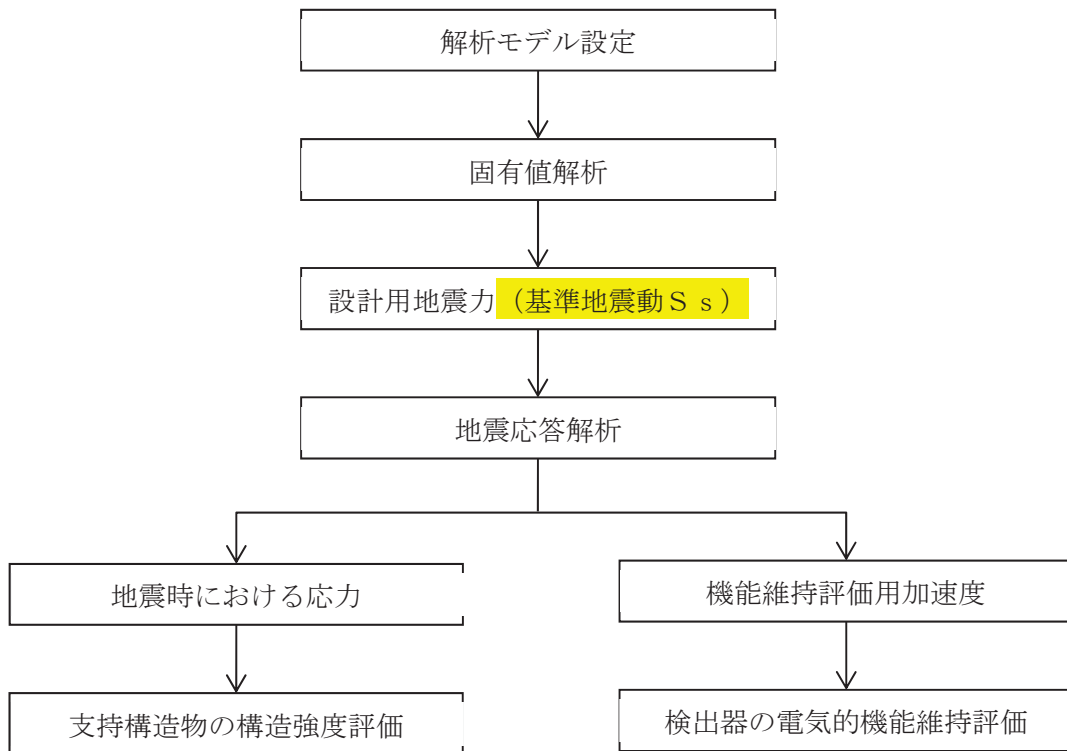 解析モデル設定
固有値解析
設計用地震力（基準地震動Ｓｓ）
地震応答解析
地震時における応力
機能維持評価用加速度
支持構造物の構造強度評価
検出器の電気的機能維持評価